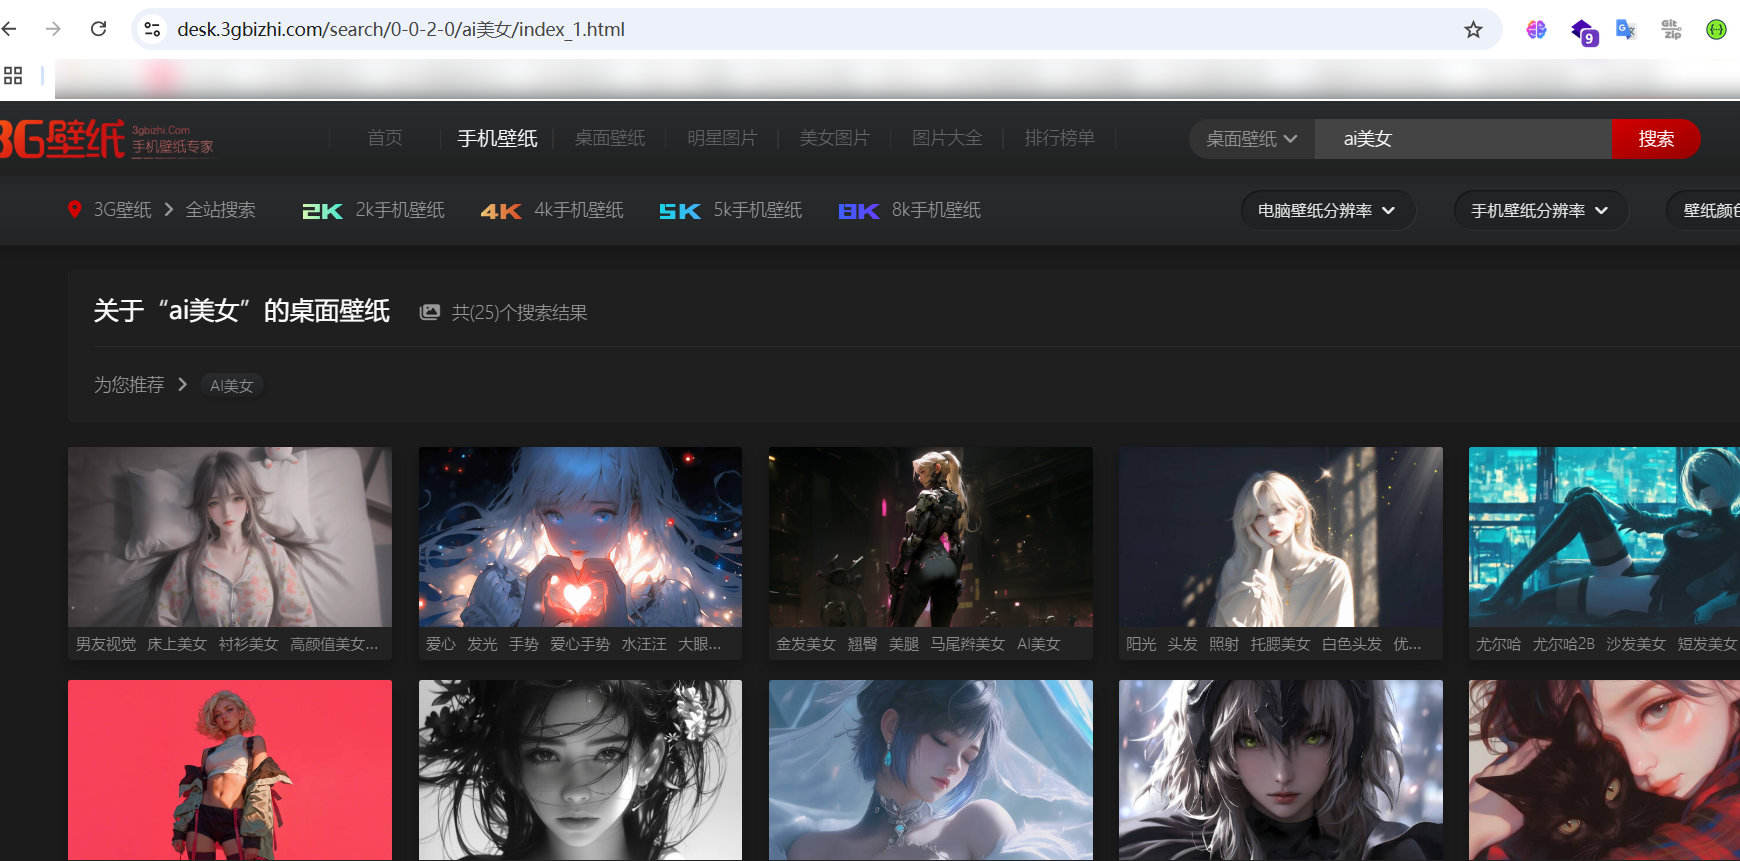 desk.3gbizhi.com/search/0-0-2-0/ai美女/index_1.html
9
Git Zip
3G壁纸 3gbizhi.Com 手机壁纸专家
首页 手机壁纸 桌面壁纸 明星图片 美女图片 图片大全 排行榜单
桌面壁纸 ai美女 搜索
3G壁纸 全站搜索 2K 2k手机壁纸 4K 4k手机壁纸 5K 5k手机壁纸 8K 8k手机壁纸 电脑壁纸分辨率 手机壁纸分辨率 壁纸颜色
关于“ai美女”的桌面壁纸 共(25)个搜索结果
为您推荐 AI美女
男友视觉 床上美女 衬衫美女 高颜值美女...
爱心 发光 手势 爱心手势 水汪汪 大眼...
金发美女 翘臀 美腿 马尾辫美女 AI美女
阳光 头发 照射 托腮美女 白色头发 优...
尤尔哈 尤尔哈2B 沙发美女 短发美女